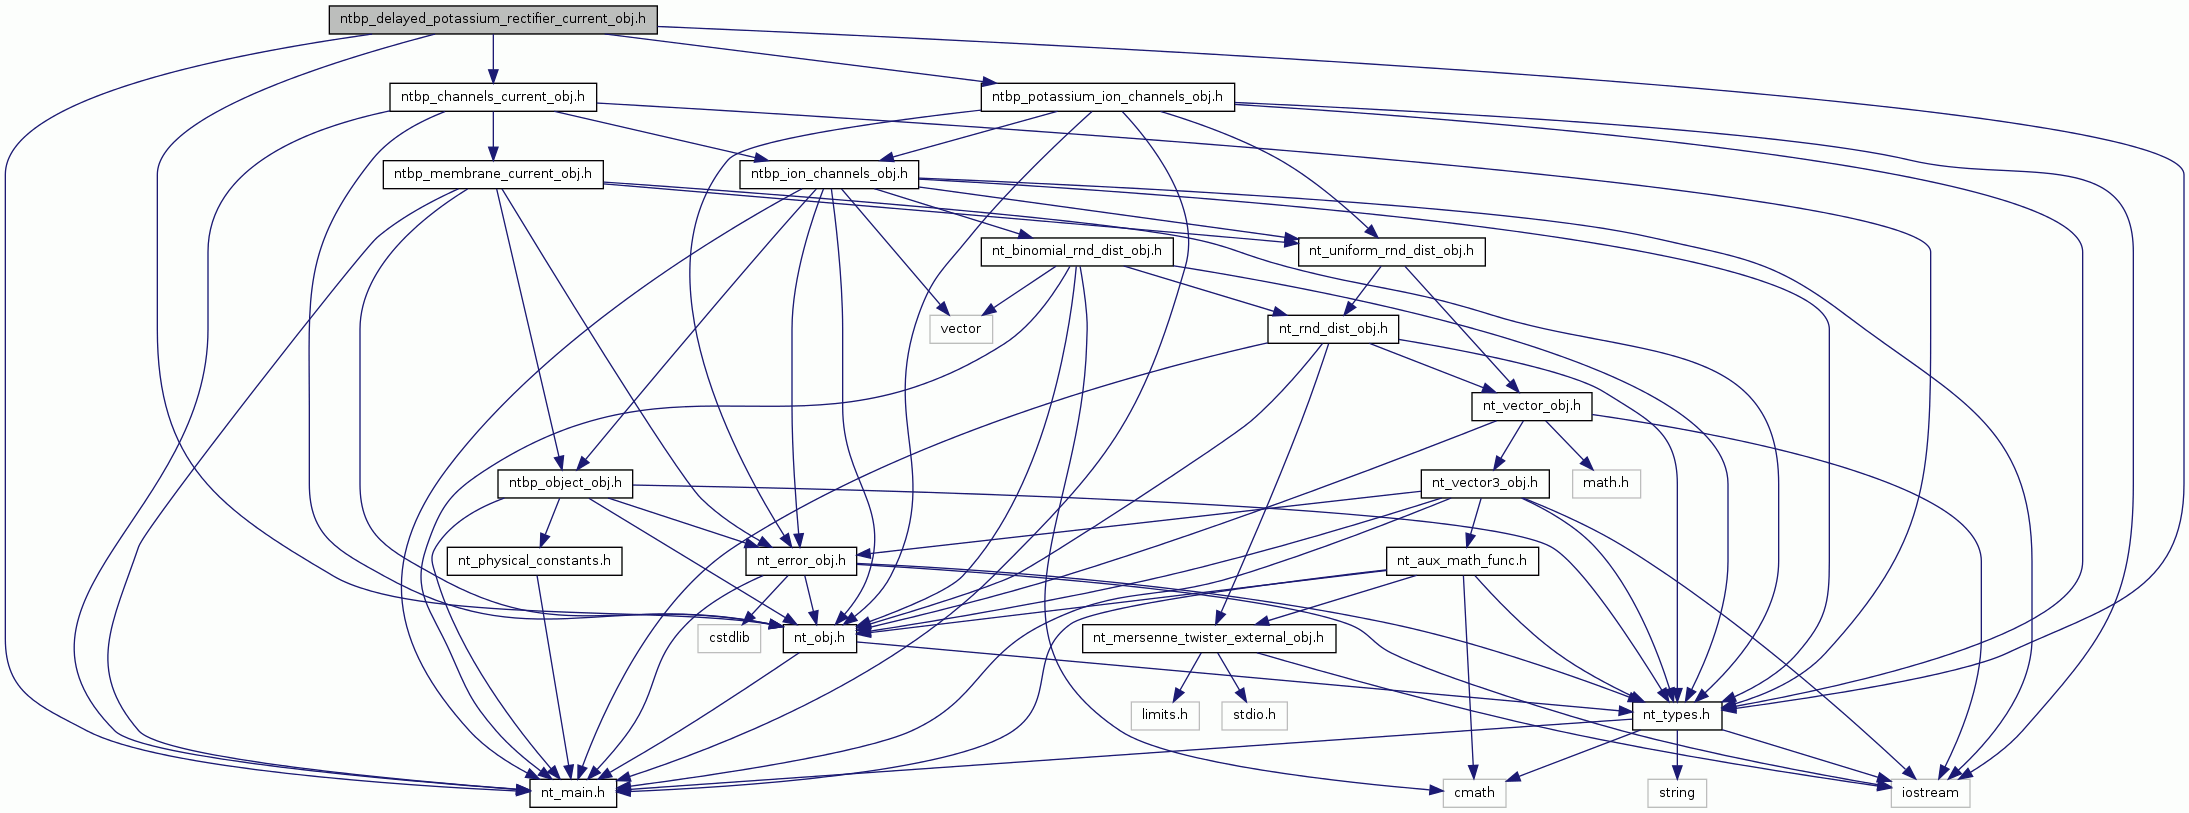 ntbp_delayed_potassium_rectifier_current_obj.h
ntbp_channels_current_obj.h
ntbp_potassium_ion_channels_obj.h
ntbp_membrane_current_obj.h
ntbp_ion_channels_obj.h
nt_binomial_rnd_dist_obj.h
nt_uniform_rnd_dist_obj.h
vector
nt_rnd_dist_obj.h
nt_vector_obj.h
ntbp_object_obj.h
nt_vector3_obj.h
math.h
nt_physical_constants.h
nt_error_obj.h
nt_aux_math_func.h
cstdlib
nt_obj.h
nt_mersenne_twister_external_obj.h
limits.h
stdio.h
nt_types.h
nt_main.h
cmath
string
iostream